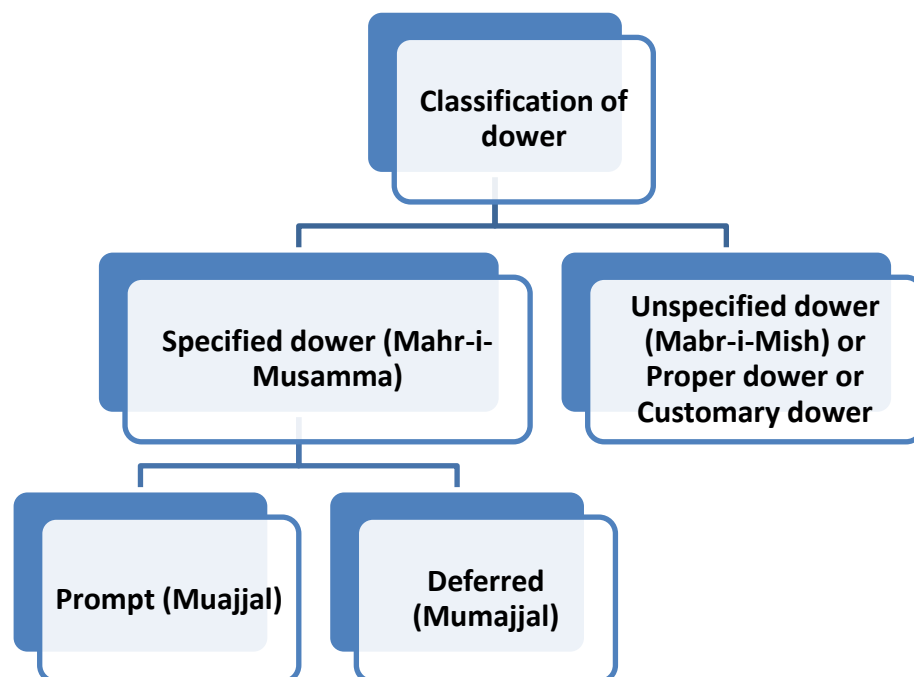 Classification of
dower
Specified dower (Mahr-i-
Musamma)
Unspecified dower
(Mabr-i-Mish) or
Proper dower or
Customary dower
Prompt (Muajjal)
Deferred
(Mumajjal)